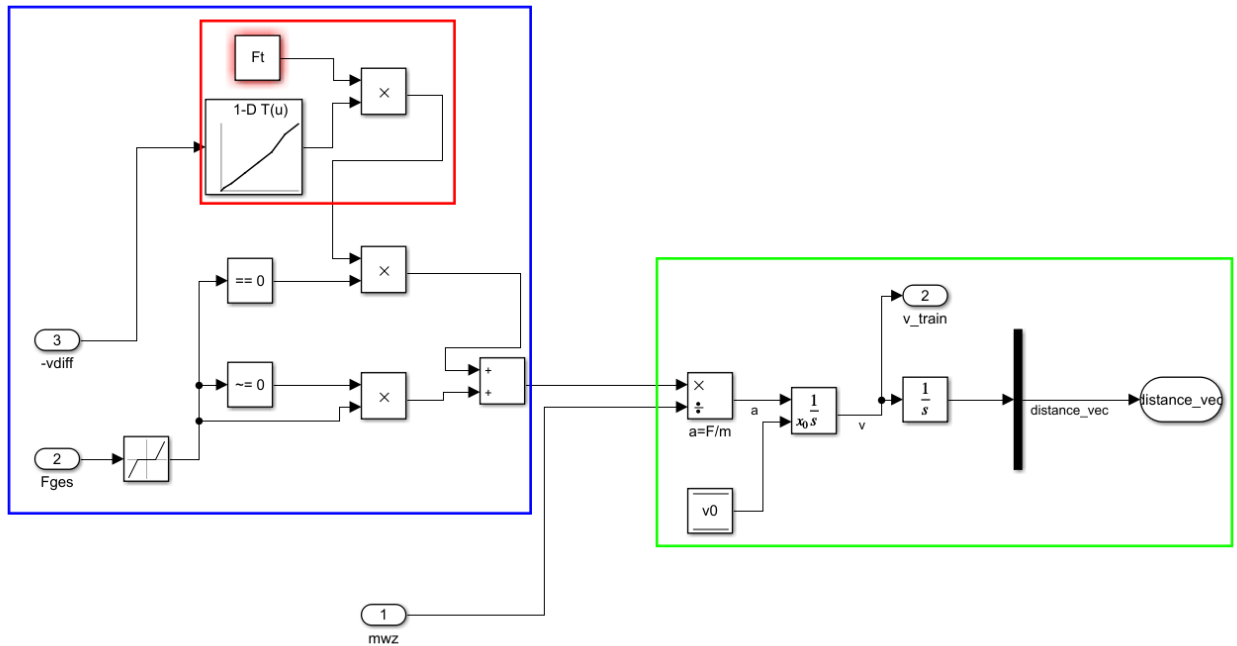 Ft
×
1-D T(u)
×
== 0
3
-vdiff
~= 0
×
+
+
2
Fges
×
÷
a=F/m
a
1
s
x₀
v
2
v_train
1
s
distance_vec
distance_vec
v0
1
mwz